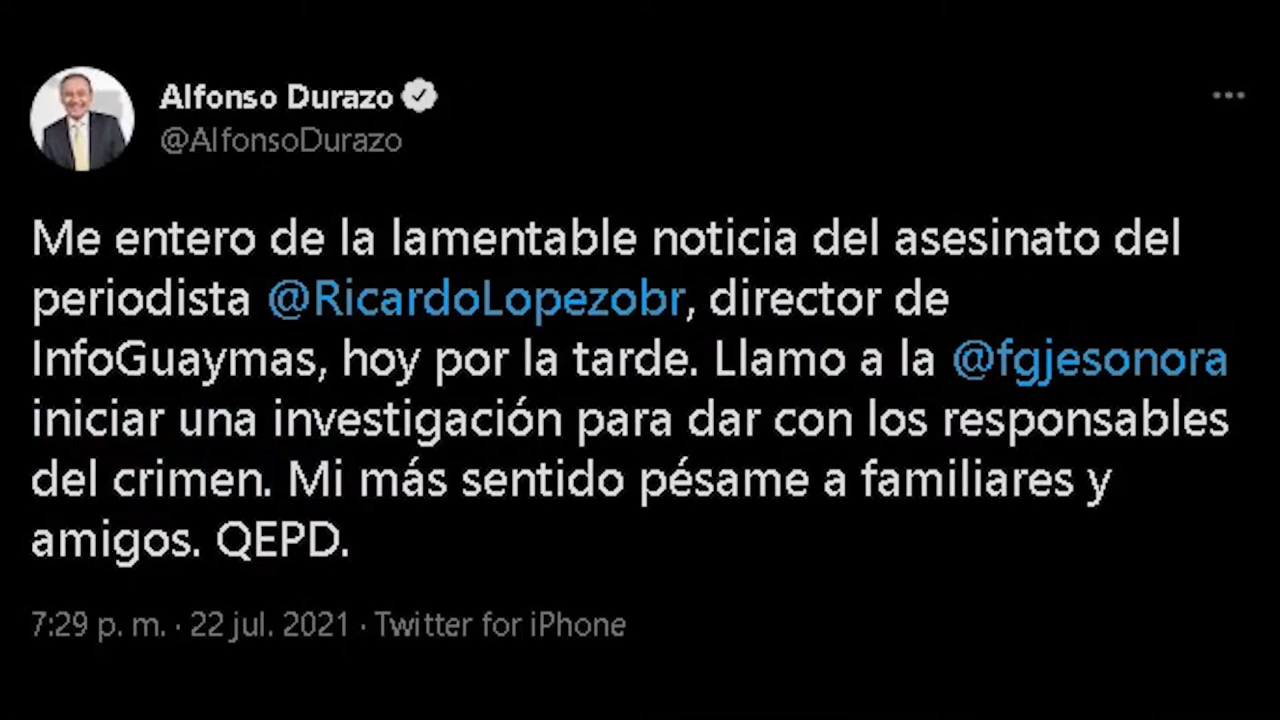 Alfonso Durazo
@AlfonsoDurazo
Me entero de la lamentable noticia del asesinato del
periodista @RicardoLopezobr, director de
InfoGuaymas, hoy por la tarde. Llamo a la @fgjesonora
iniciar una investigación para dar con los responsables
del crimen. Mi más sentido pésame a familiares y
amigos. QEPD.
7:29 p. m. · 22 jul. 2021 · Twitter for iPhone